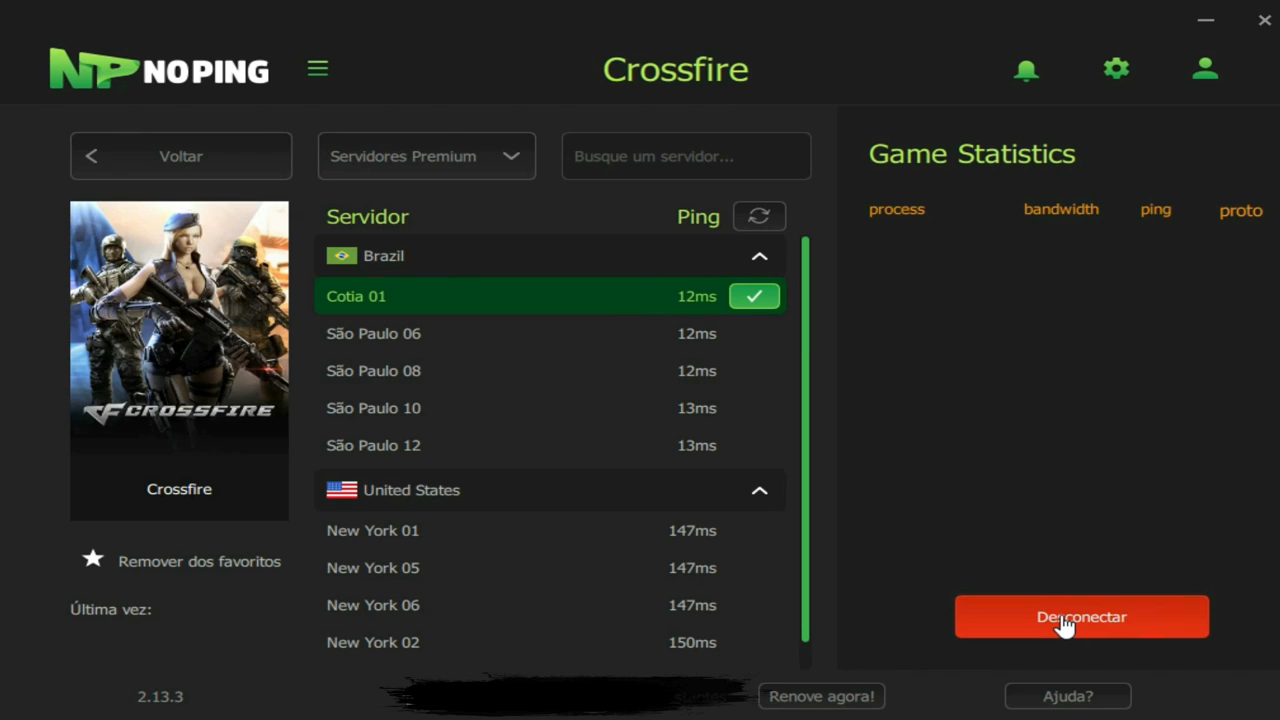 NP NOPING
Crossfire
Voltar
Servidores Premium
Busque um servidor...
Game Statistics
process bandwidth ping proto
Servidor Ping
Brazil
Cotia 01 12ms
São Paulo 06 12ms
São Paulo 08 12ms
São Paulo 10 13ms
São Paulo 12 13ms
United States
New York 01 147ms
New York 05 147ms
New York 06 147ms
New York 02 150ms
CF CROSSFIRE
Crossfire
Remover dos favoritos
Última vez:
Desconectar
2.13.3
Renove agora!
Ajuda?